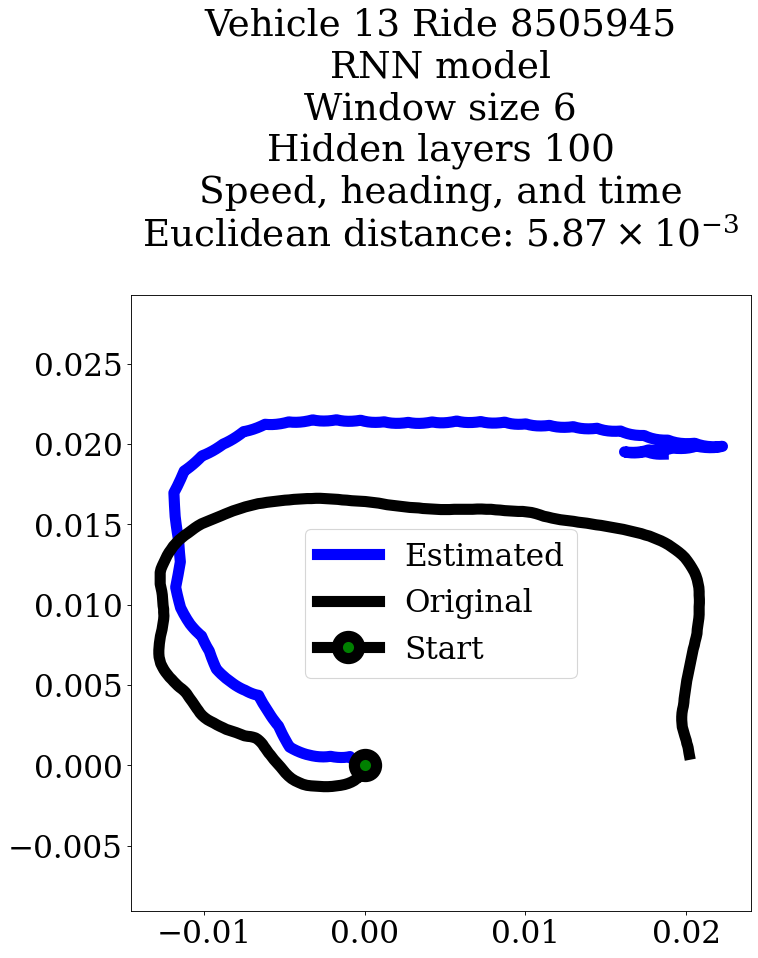 Vehicle 13 Ride 8505945
RNN model
Window size 6
Hidden layers 100
Speed, heading, and time
Euclidean distance: 5.87 × 10⁻³
0.025
0.020
0.015
0.010
0.005
0.000
−0.005
Estimated
Original
Start
−0.01 0.00 0.01 0.02